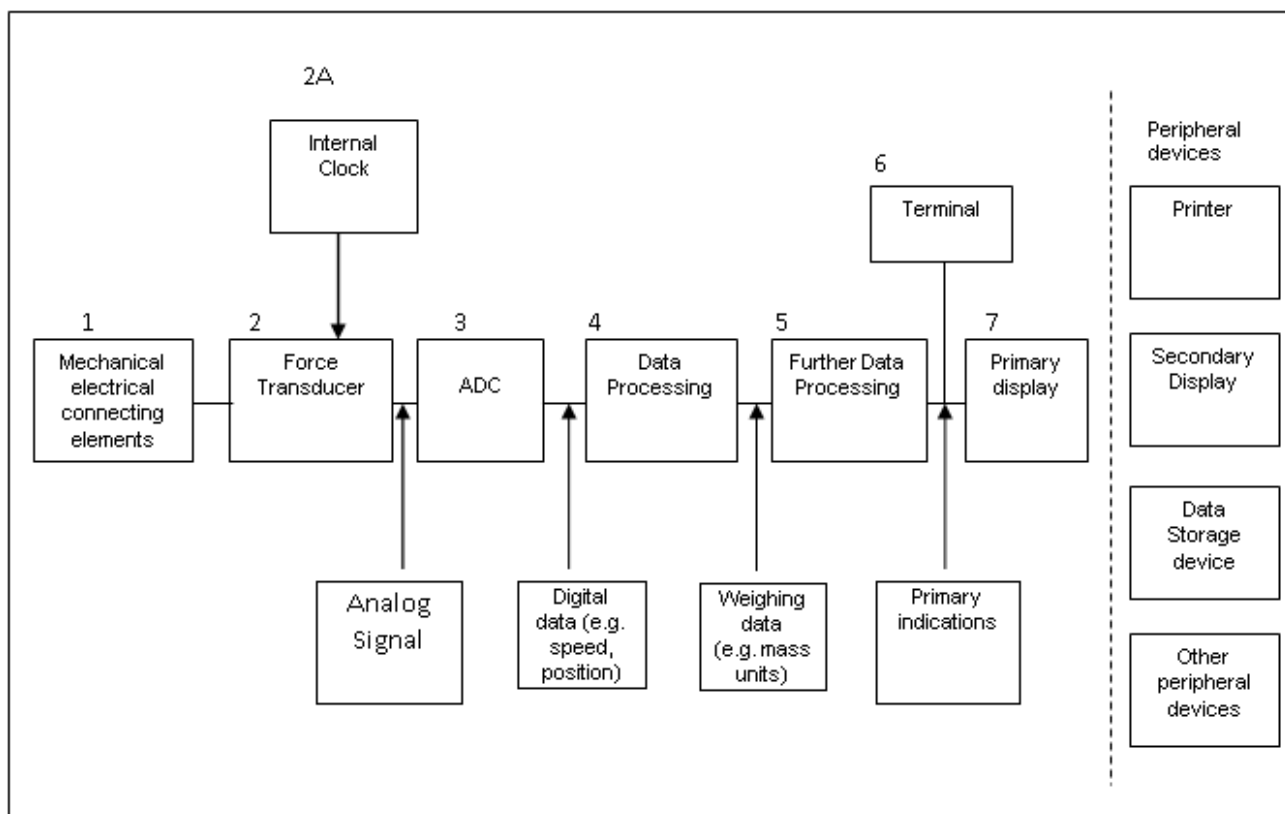 2A
Internal
Clock
Peripheral
devices
6
Terminal
Printer
1
2
3
4
5
7
Mechanical
electrical
connecting
elements
Force
Transducer
ADC
Data
Processing
Further Data
Processing
Primary
display
Secondary
Display
Analog
Signal
Digital
data (e.g.
speed,
position)
Weighing
data
(e.g. mass
units)
Primary
indications
Data
Storage
device
Other
peripheral
devices